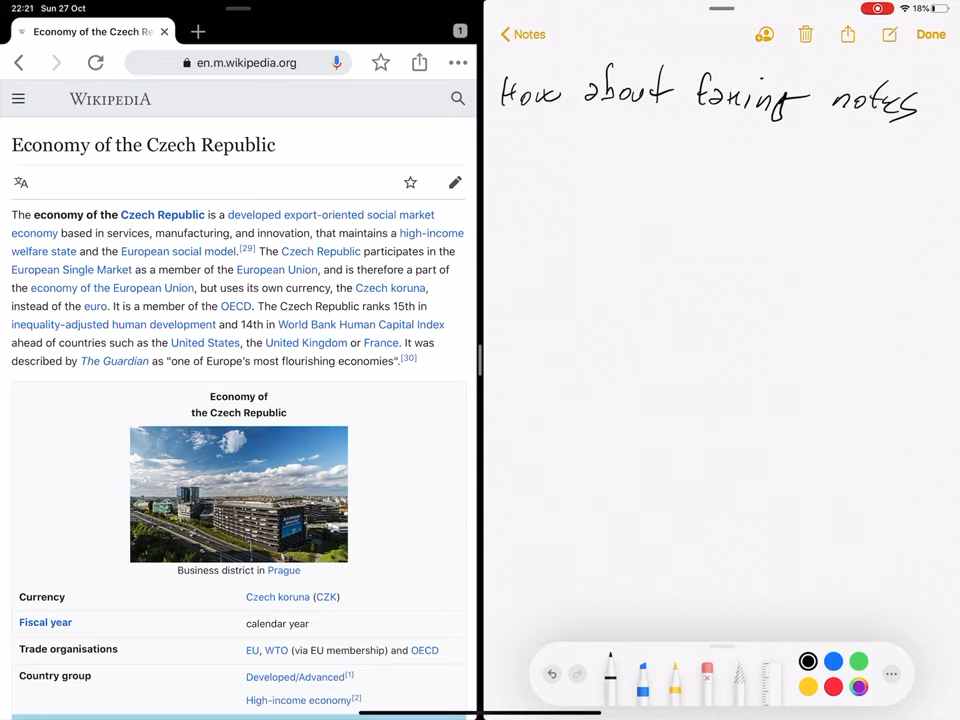 22:21 Sun 27 Oct
18%
W Economy of the Czech Re
1
en.m.wikipedia.org
Notes
Done
WIKIPEDIA
How about taking notes
Economy of the Czech Republic
The economy of the Czech Republic is a developed export-oriented social market
economy based in services, manufacturing, and innovation, that maintains a high-income
welfare state and the European social model.[29] The Czech Republic participates in the
European Single Market as a member of the European Union, and is therefore a part of
the economy of the European Union, but uses its own currency, the Czech koruna,
instead of the euro. It is a member of the OECD. The Czech Republic ranks 15th in
inequality-adjusted human development and 14th in World Bank Human Capital Index
ahead of countries such as the United States, the United Kingdom or France. It was
described by The Guardian as "one of Europe's most flourishing economies".[30]
Economy of
the Czech Republic
Business district in Prague
Currency Czech koruna (CZK)
Fiscal year calendar year
Trade organisations EU, WTO (via EU membership) and OECD
Country group Developed/Advanced[1]
High-income economy[2]